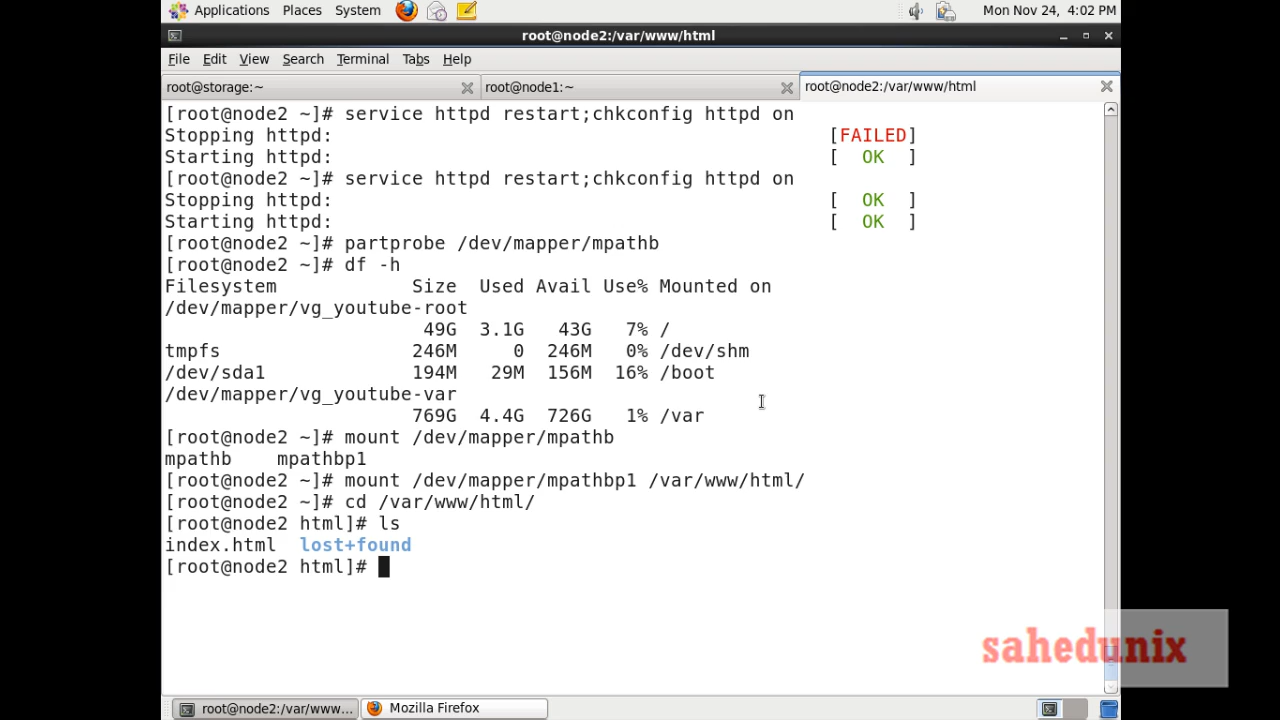 Applications Places System Mon Nov 24, 4:02 PM
root@node2:/var/www/html
File Edit View Search Terminal Tabs Help
root@storage:~ root@node1:~ root@node2:/var/www/html
[root@node2 ~]# service httpd restart;chkconfig httpd on
Stopping httpd: [FAILED]
Starting httpd: [ OK ]
[root@node2 ~]# service httpd restart;chkconfig httpd on
Stopping httpd: [ OK ]
Starting httpd: [ OK ]
[root@node2 ~]# partprobe /dev/mapper/mpathb
[root@node2 ~]# df -h
Filesystem Size Used Avail Use% Mounted on
/dev/mapper/vg_youtube-root
49G 3.1G 43G 7% /
tmpfs 246M 0 246M 0% /dev/shm
/dev/sda1 194M 29M 156M 16% /boot
/dev/mapper/vg_youtube-var
769G 4.4G 726G 1% /var
[root@node2 ~]# mount /dev/mapper/mpathb
mpathb mpathbp1
[root@node2 ~]# mount /dev/mapper/mpathbp1 /var/www/html/
[root@node2 ~]# cd /var/www/html/
[root@node2 html]# ls
index.html lost+found
[root@node2 html]#
sahedunix
root@node2:/var/www... Mozilla Firefox